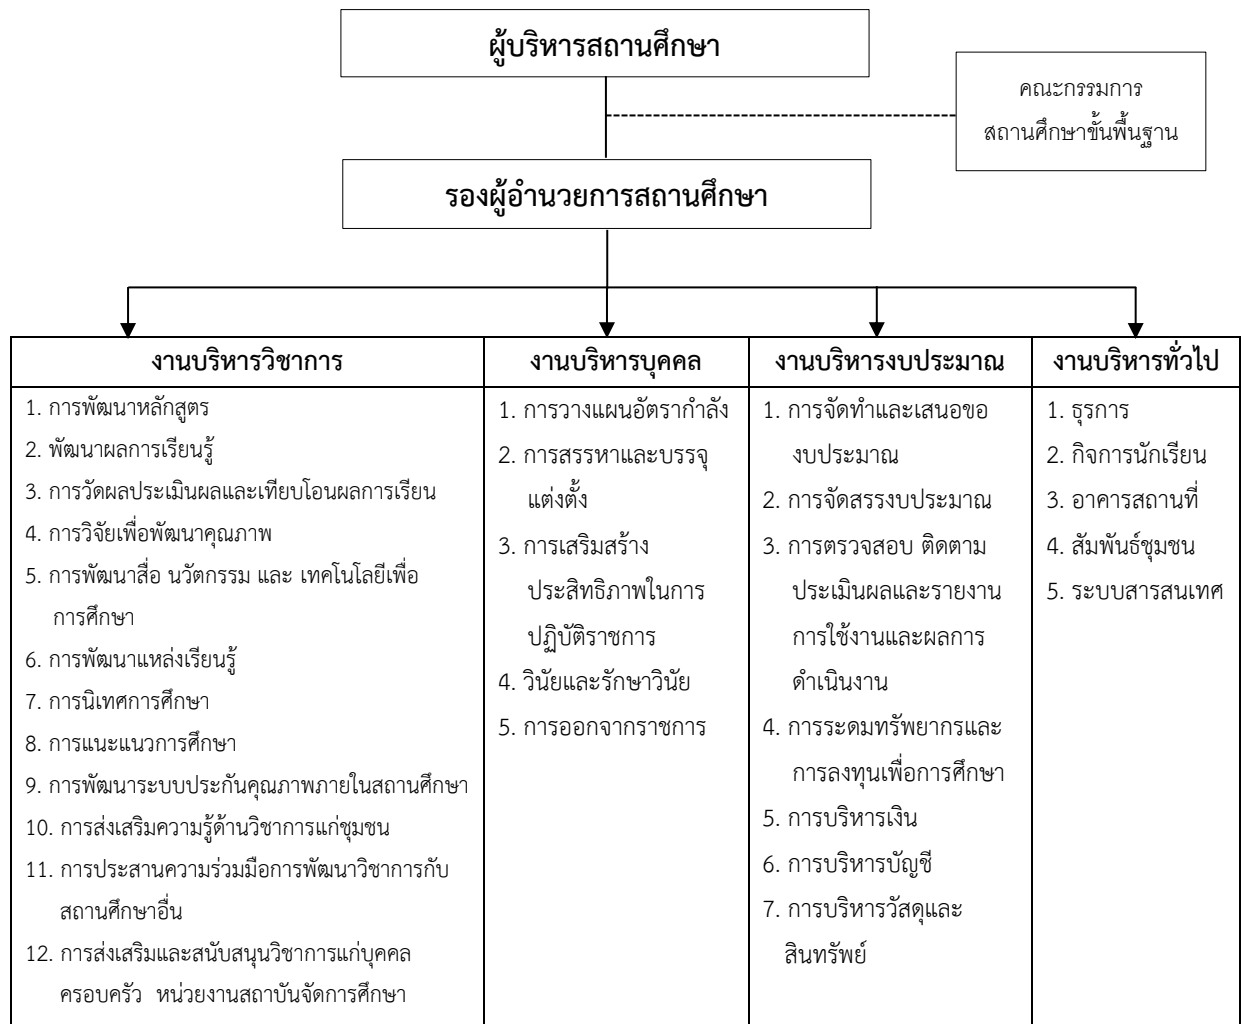 ผู้บริหารสถานศึกษา
คณะกรรมการ
สถานศึกษาขั้นพื้นฐาน
รองผู้อำนวยการสถานศึกษา
งานบริหารวิชาการ
1. การพัฒนาหลักสูตร
2. พัฒนาผลการเรียนรู้
3. การวัดผลประเมินผลและเทียบโอนผลการเรียน
4. การวิจัยเพื่อพัฒนาคุณภาพ
5. การพัฒนาสื่อ นวัตกรรม และ เทคโนโลยีเพื่อ
การศึกษา
6. การพัฒนาแหล่งเรียนรู้
7. การนิเทศการศึกษา
8. การแนะแนวการศึกษา
9. การพัฒนาระบบประกันคุณภาพภายในสถานศึกษา
10. การส่งเสริมความรู้ด้านวิชาการแก่ชุมชน
11. การประสานความร่วมมือการพัฒนาวิชาการกับ
สถานศึกษาอื่น
12. การส่งเสริมและสนับสนุนวิชาการแก่บุคคล
ครอบครัว หน่วยงานสถาบันจัดการศึกษา
งานบริหารบุคคล
1. การวางแผนอัตรากำลัง
2. การสรรหาและบรรจุ
แต่งตั้ง
3. การเสริมสร้าง
ประสิทธิภาพในการ
ปฏิบัติราชการ
4. วินัยและรักษาวินัย
5. การออกจากราชการ
งานบริหารงบประมาณ
1. การจัดทำและเสนอขอ
งบประมาณ
2. การจัดสรรงบประมาณ
3. การตรวจสอบ ติดตาม
ประเมินผลและรายงาน
การใช้งานและผลการ
ดำเนินงาน
4. การระดมทรัพยากรและ
การลงทุนเพื่อการศึกษา
5. การบริหารเงิน
6. การบริหารบัญชี
7. การบริหารวัสดุและ
สินทรัพย์
งานบริหารทั่วไป
1. ธุรการ
2. กิจการนักเรียน
3. อาคารสถานที่
4. สัมพันธ์ชุมชน
5. ระบบสารสนเทศ